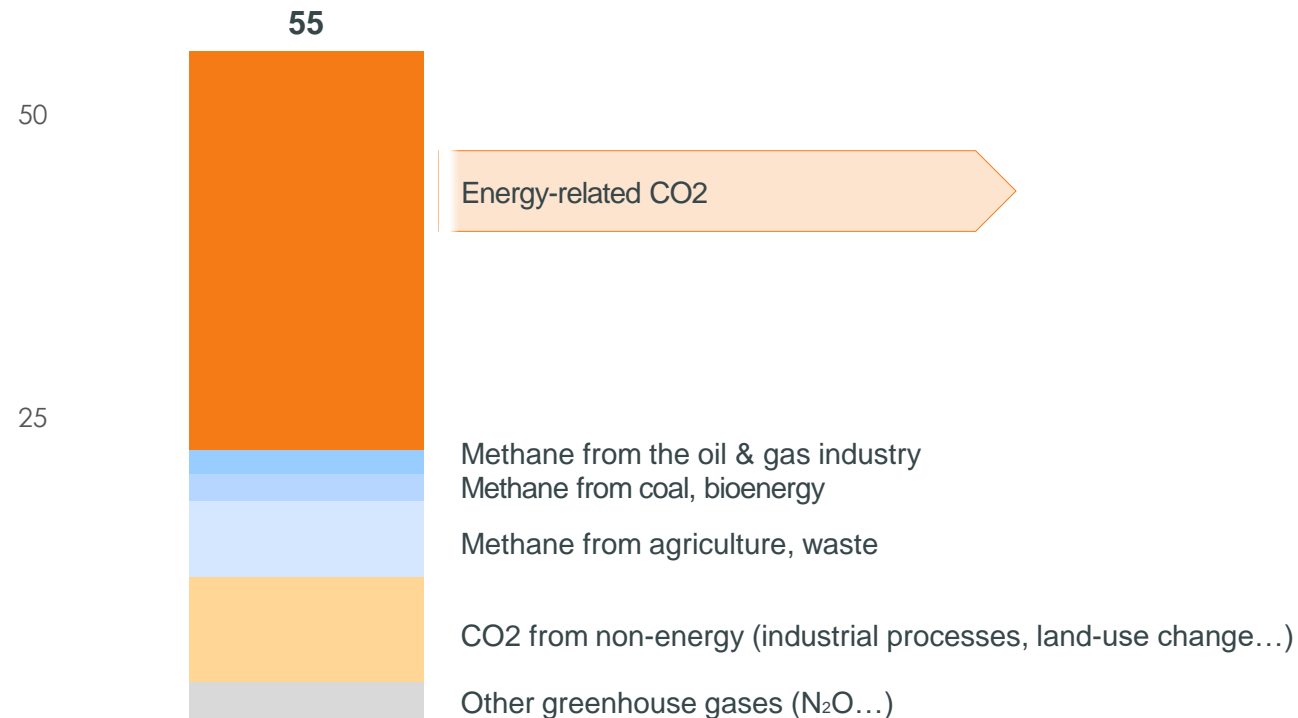 55
50
Energy-related CO2
25
Methane from the oil & gas industry
Methane from coal, bioenergy
Methane from agriculture, waste
CO2 from non-energy (industrial processes, land-use change…)
Other greenhouse gases (N₂O…)